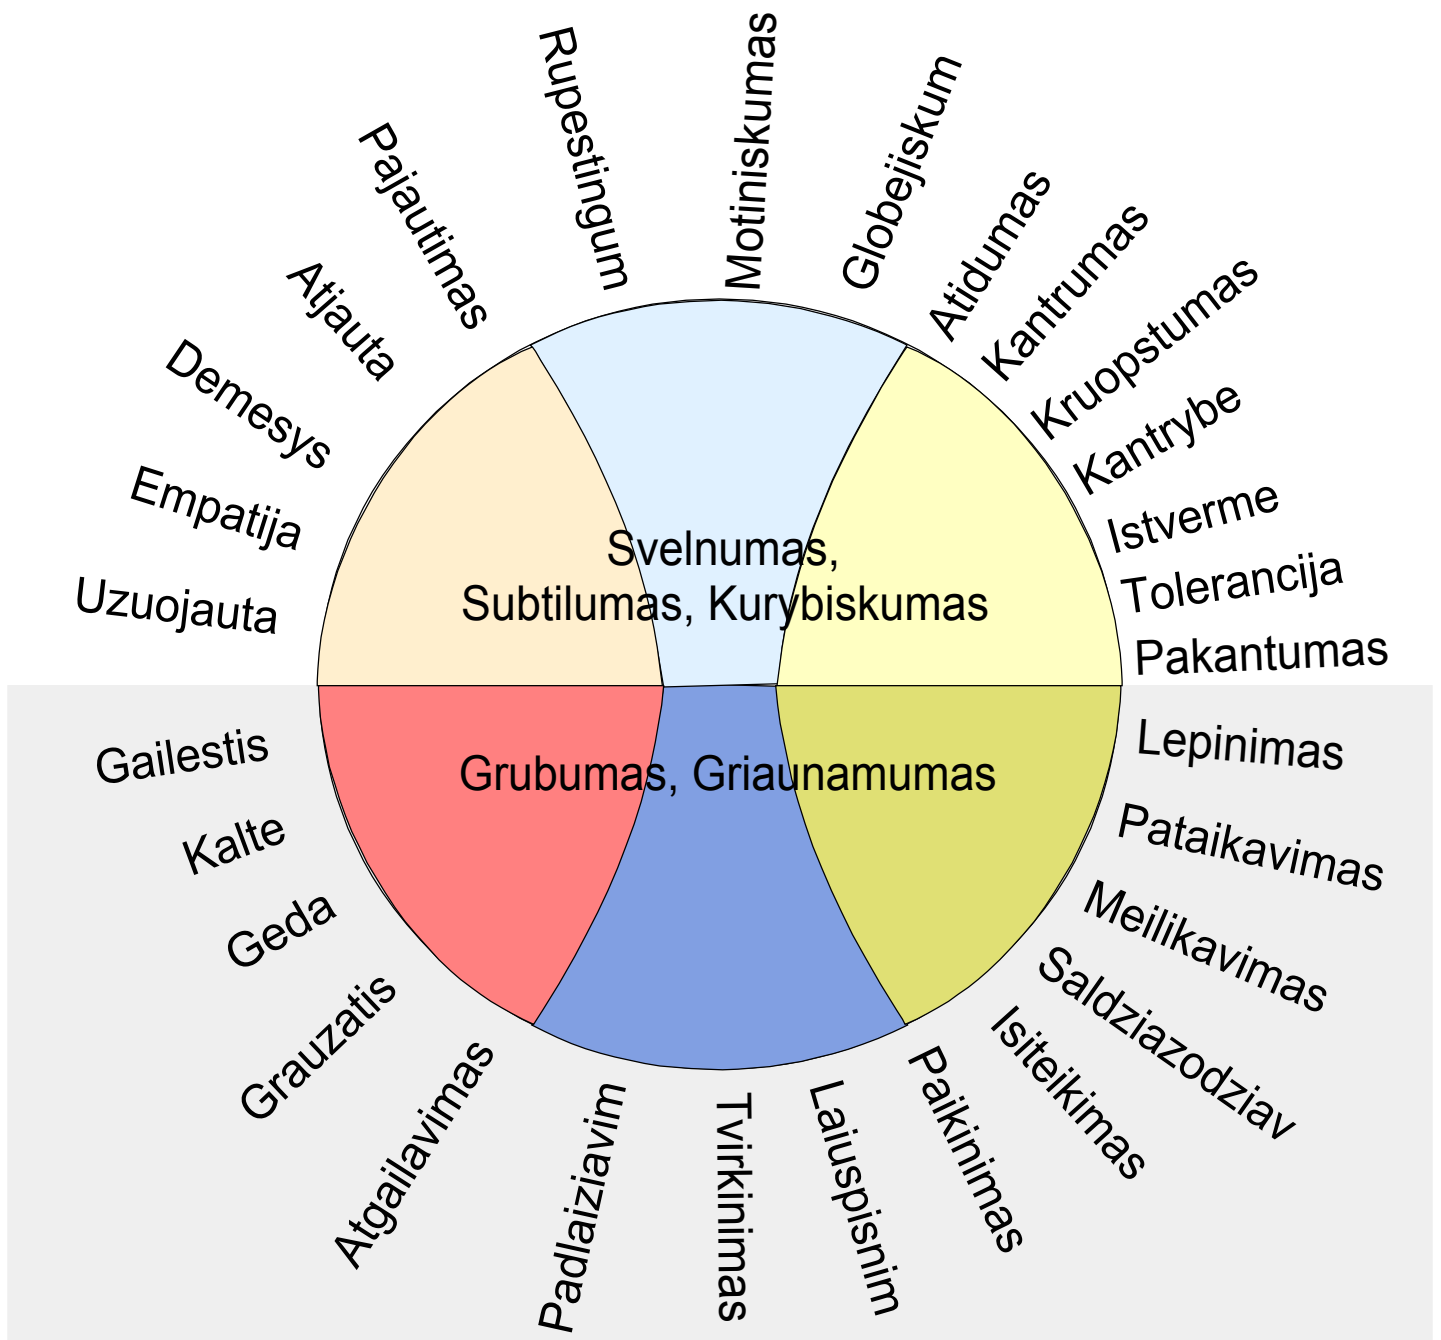 Uzuojauta
Empatija
Demesys
Atjauta
Pajautimas
Rupestingum
Motiniskumas
Globejiskum
Atidumas
Kantrumas
Kruopstumas
Kantrybe
Istverme
Tolerancija
Pakantumas
Svelnumas,
Subtilumas, Kurybiskumas
Grubumas, Griaunamumas
Lepinimas
Pataikavimas
Meilikavimas
Saldziazodziav
Isiteikimas
Paikinimas
Laiuspisnim
Tvirkinimas
Padlaiziavim
Atgailavimas
Grauzatis
Geda
Kalte
Gailestis